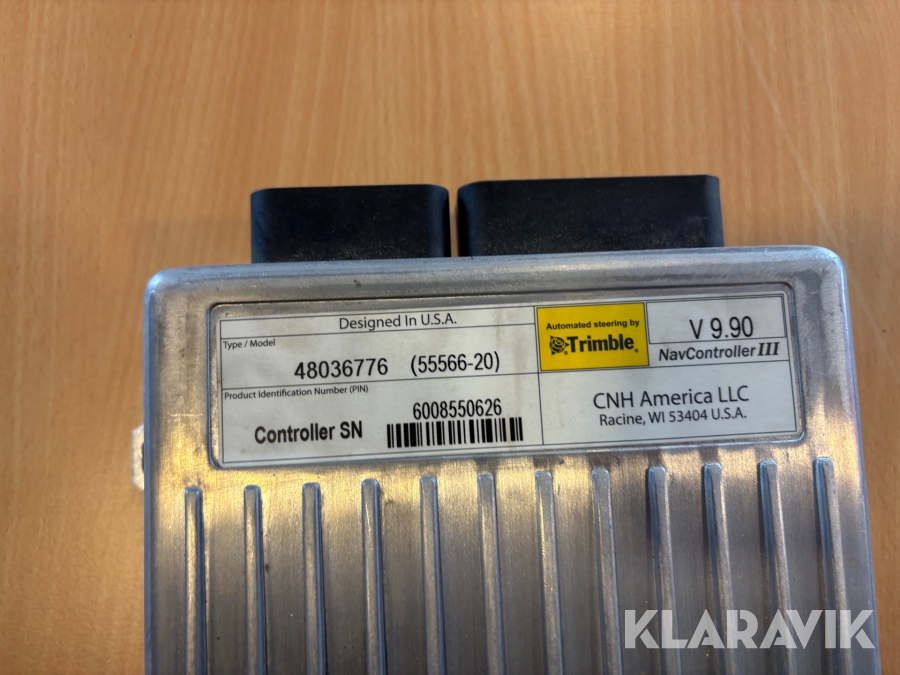 Designed In U.S.A.
Type / Model
48036776 (55566-20)
Product Identification Number (PIN)
Controller SN
6008550626
Automated steering by
Trimble®
V 9.90
NavController III
CNH America LLC
Racine, WI 53404 U.S.A.
KLARAVIK